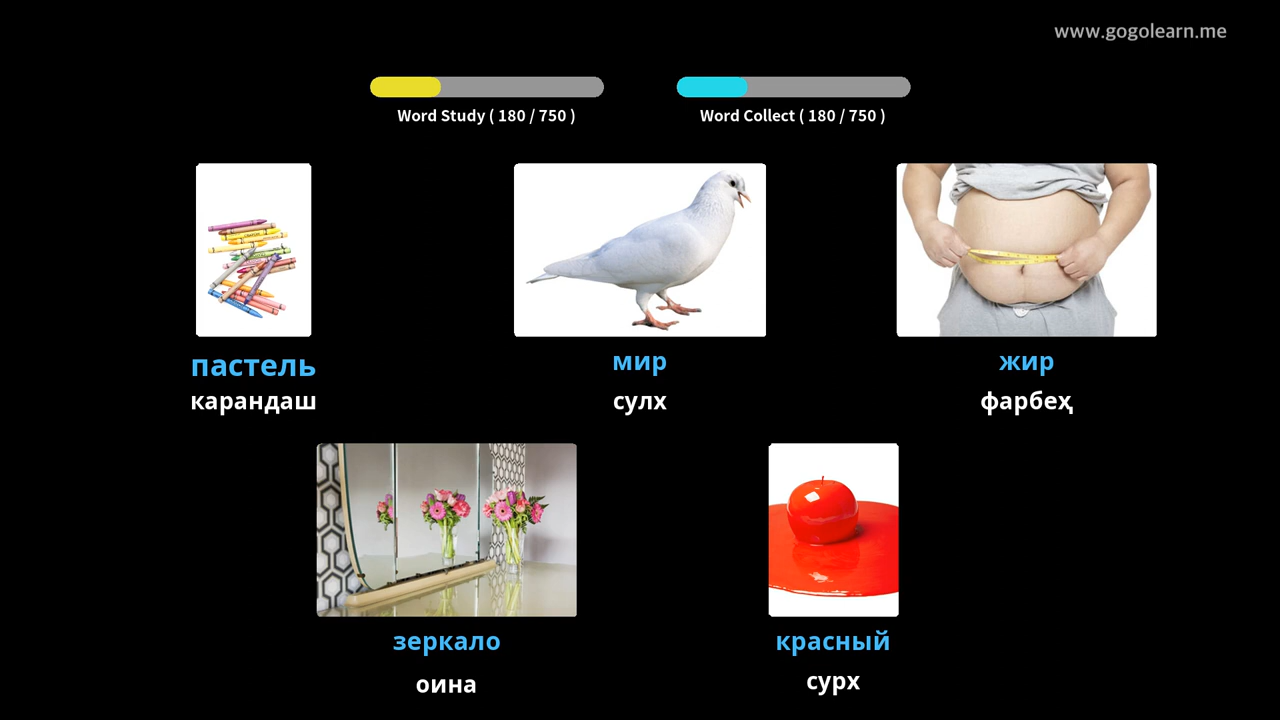 www.gogolearn.me
Word Study ( 180 / 750 )
Word Collect ( 180 / 750 )
пастель
карандаш
мир
сулх
жир
фарбеҳ
зеркало
оина
красный
сурх